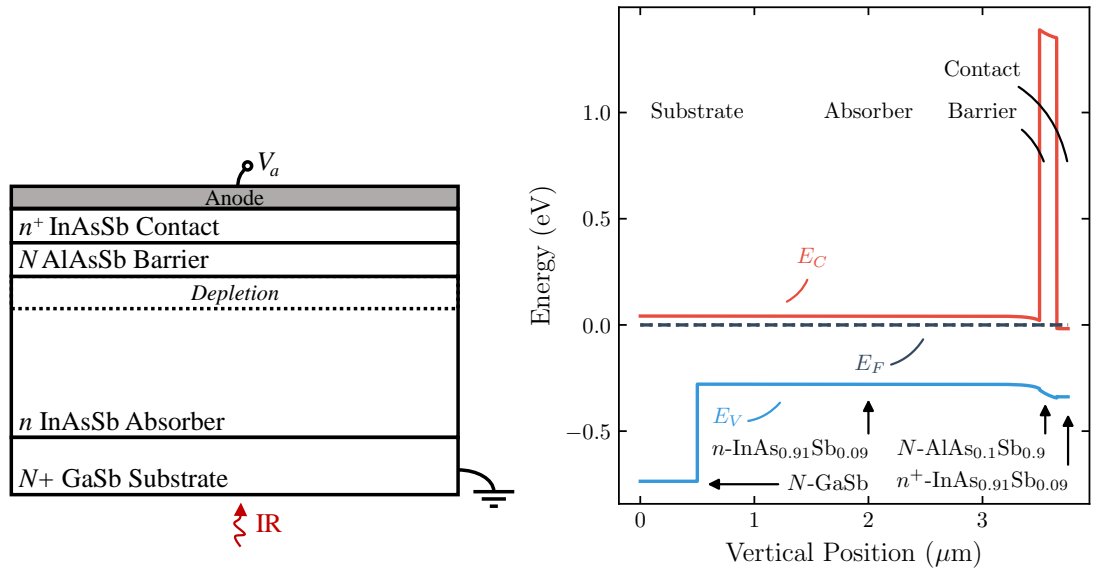 Vₐ
Anode
n⁺ InAsSb Contact
N AlAsSb Barrier
Depletion
n InAsSb Absorber
N+ GaSb Substrate
IR
Energy (eV)
1.0
0.5
0.0
−0.5
Contact
Substrate Absorber Barrier
E_C
E_F
E_V
n-InAs₀.₉₁Sb₀.₀₉ N-AlAs₀.₁Sb₀.₉
N-GaSb n⁺-InAs₀.₉₁Sb₀.₀₉
0 1 2 3
Vertical Position (μm)